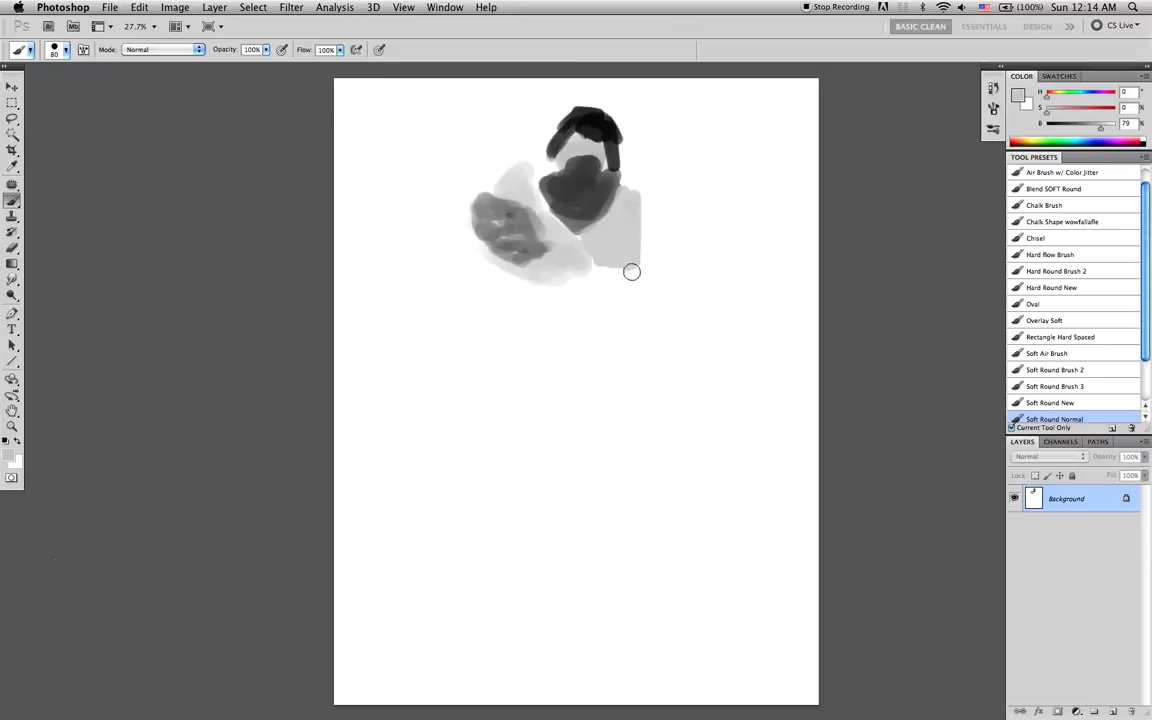 Photoshop File Edit Image Layer Select Filter Analysis 3D View Window Help Stop Recording (100%) Sun 12:14 AM
Ps Br Mb 27.7% BASIC CLEAN ESSENTIALS DESIGN CS Live
80 Mode: Normal Opacity: 100% Flow: 100%
COLOR SWATCHES
H 0 °
S 0 %
B 79 %
TOOL PRESETS
Air Brush w/ Color Jitter
Blend SOFT Round
Chalk Brush
Chalk Shape wowfallafle
Chisel
Hard flow Brush
Hard Round Brush 2
Hard Round New
Oval
Overlay Soft
Rectangle Hard Spaced
Soft Air Brush
Soft Round Brush 2
Soft Round Brush 3
Soft Round New
Soft Round Normal
Current Tool Only
LAYERS CHANNELS PATHS
Normal Opacity: 100%
Lock: Fill: 100%
Background